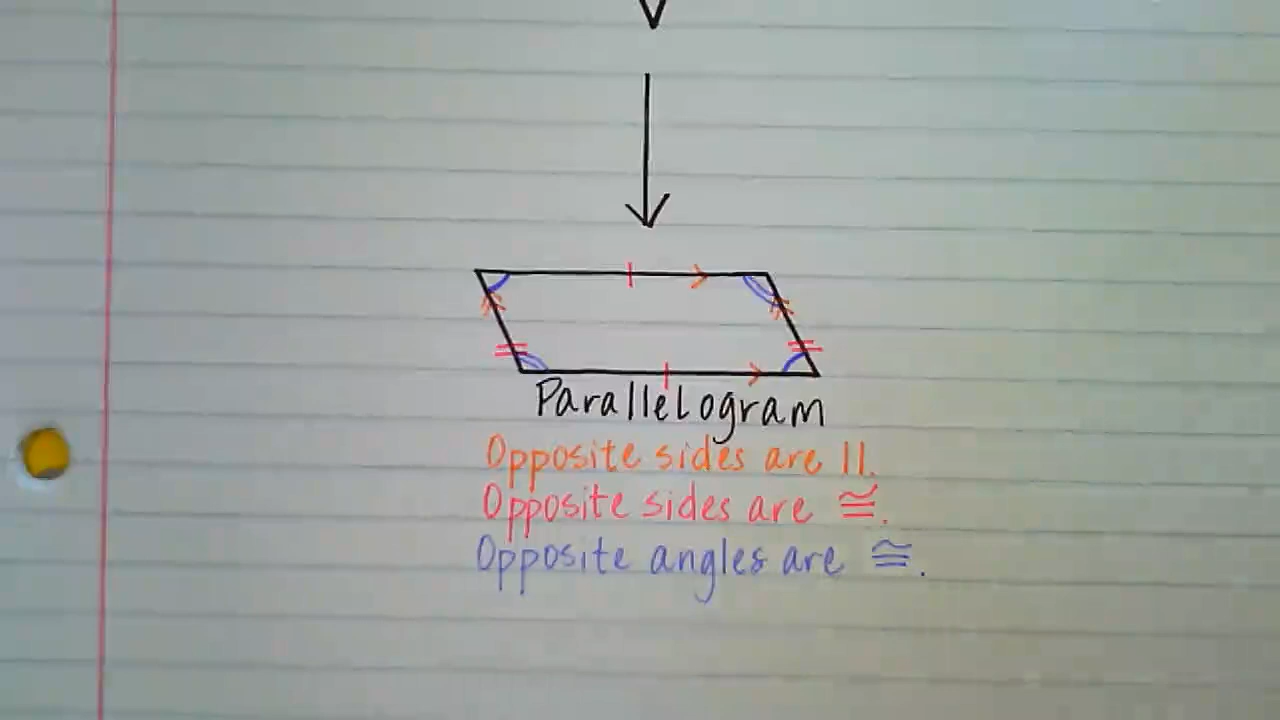 Parallelogram
Opposite sides are ||.
Opposite sides are ≅.
Opposite angles are ≅.